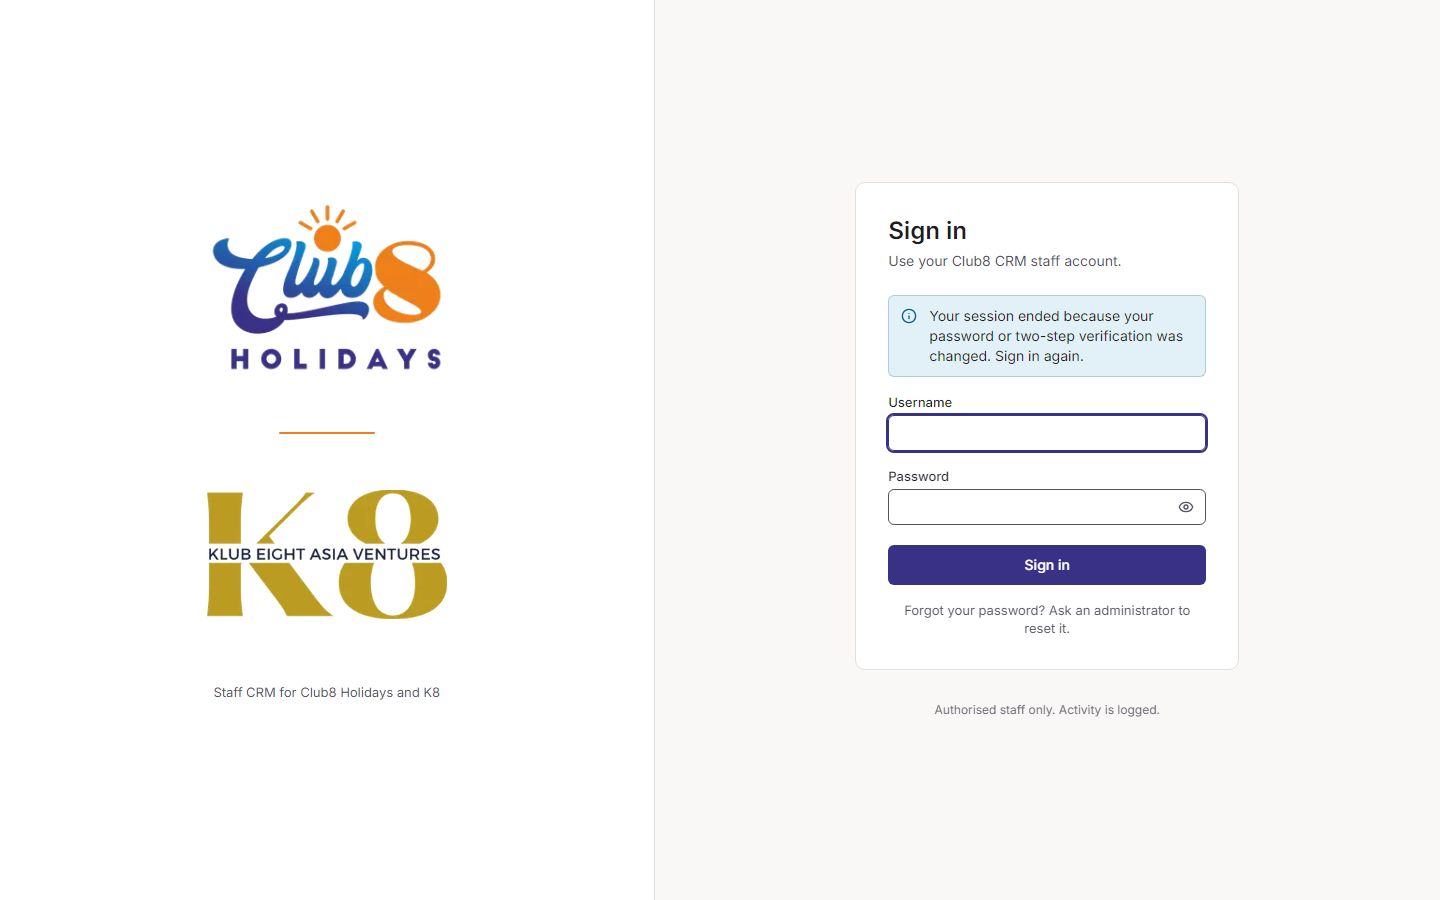 Club8
HOLIDAYS
K8
KLUB EIGHT ASIA VENTURES
Staff CRM for Club8 Holidays and K8
Sign in
Use your Club8 CRM staff account.
Your session ended because your
password or two-step verification was
changed. Sign in again.
Username
Password
Sign in
Forgot your password? Ask an administrator to
reset it.
Authorised staff only. Activity is logged.